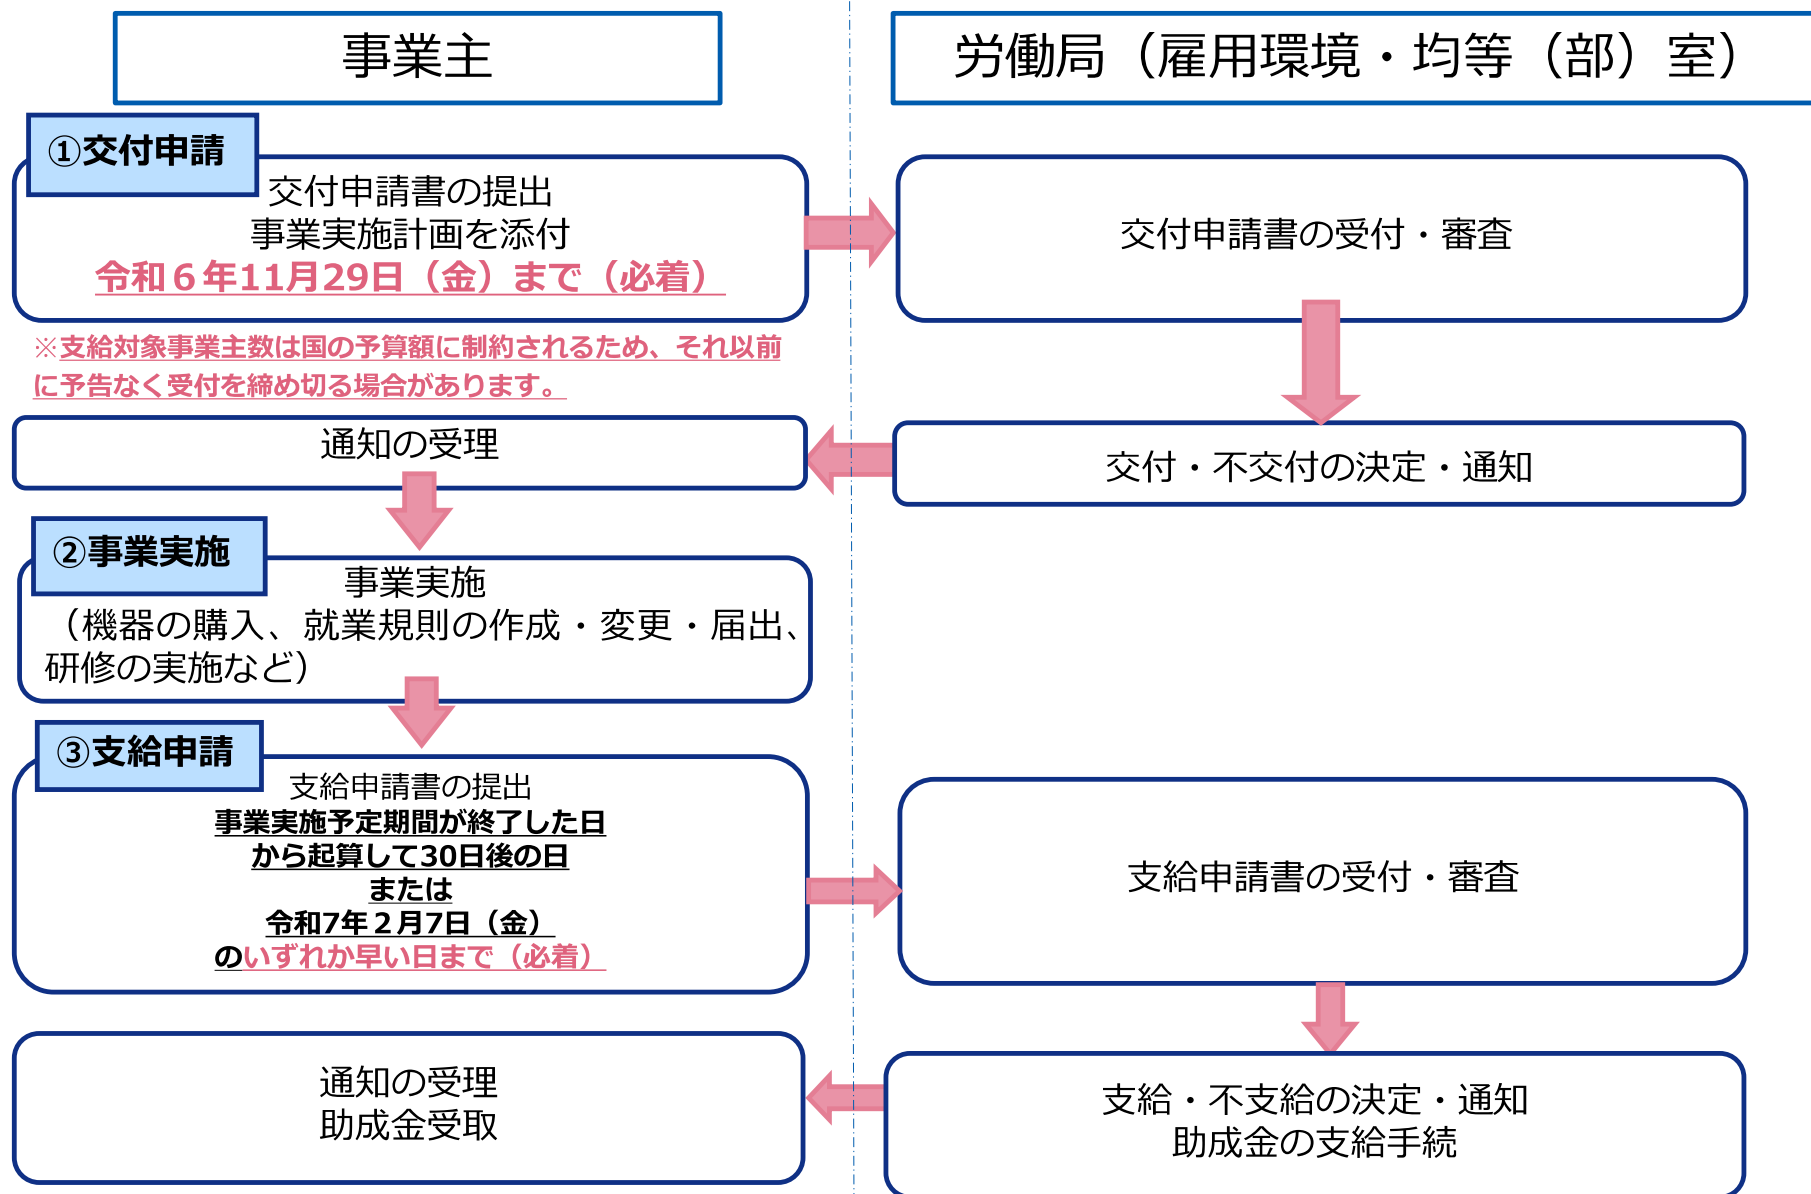 事業主
労働局（雇用環境・均等（部）室）
①交付申請
交付申請書の提出
事業実施計画を添付
令和６年11月29日（金）まで（必着）
交付申請書の受付・審査
※支給対象事業主数は国の予算額に制約されるため、それ以前
に予告なく受付を締め切る場合があります。
通知の受理
交付・不交付の決定・通知
②事業実施
事業実施
（機器の購入、就業規則の作成・変更・届出、
研修の実施など）
③支給申請
支給申請書の提出
事業実施予定期間が終了した日
から起算して30日後の日
または
令和7年２月7日（金）
のいずれか早い日まで（必着）
支給申請書の受付・審査
通知の受理
助成金受取
支給・不支給の決定・通知
助成金の支給手続